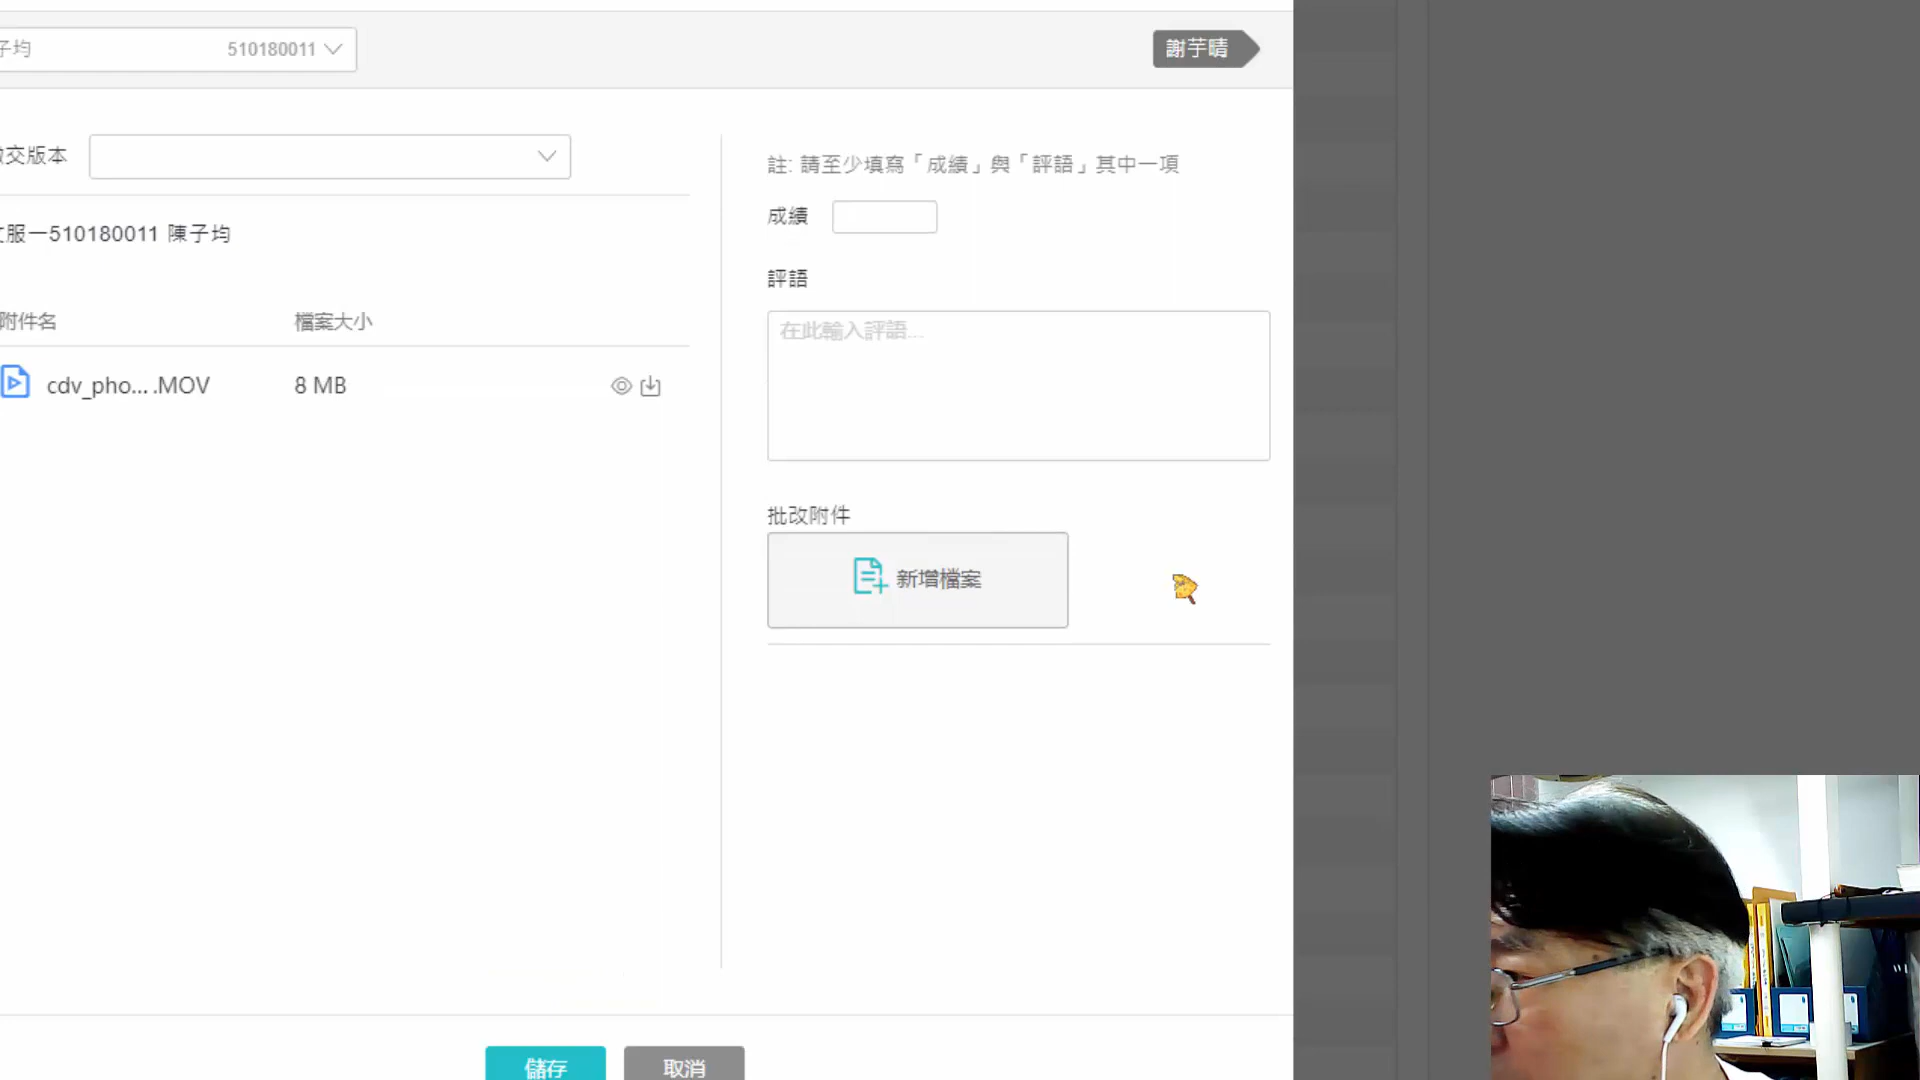 子均 510180011
謝芋晴
交版本
註: 請至少填寫「成績」與「評語」其中一項
成績
服一510180011 陳子均
評語
附件名 檔案大小
在此輸入評語...
cdv_pho... .MOV 8 MB
批改附件
新增檔案
儲存 取消